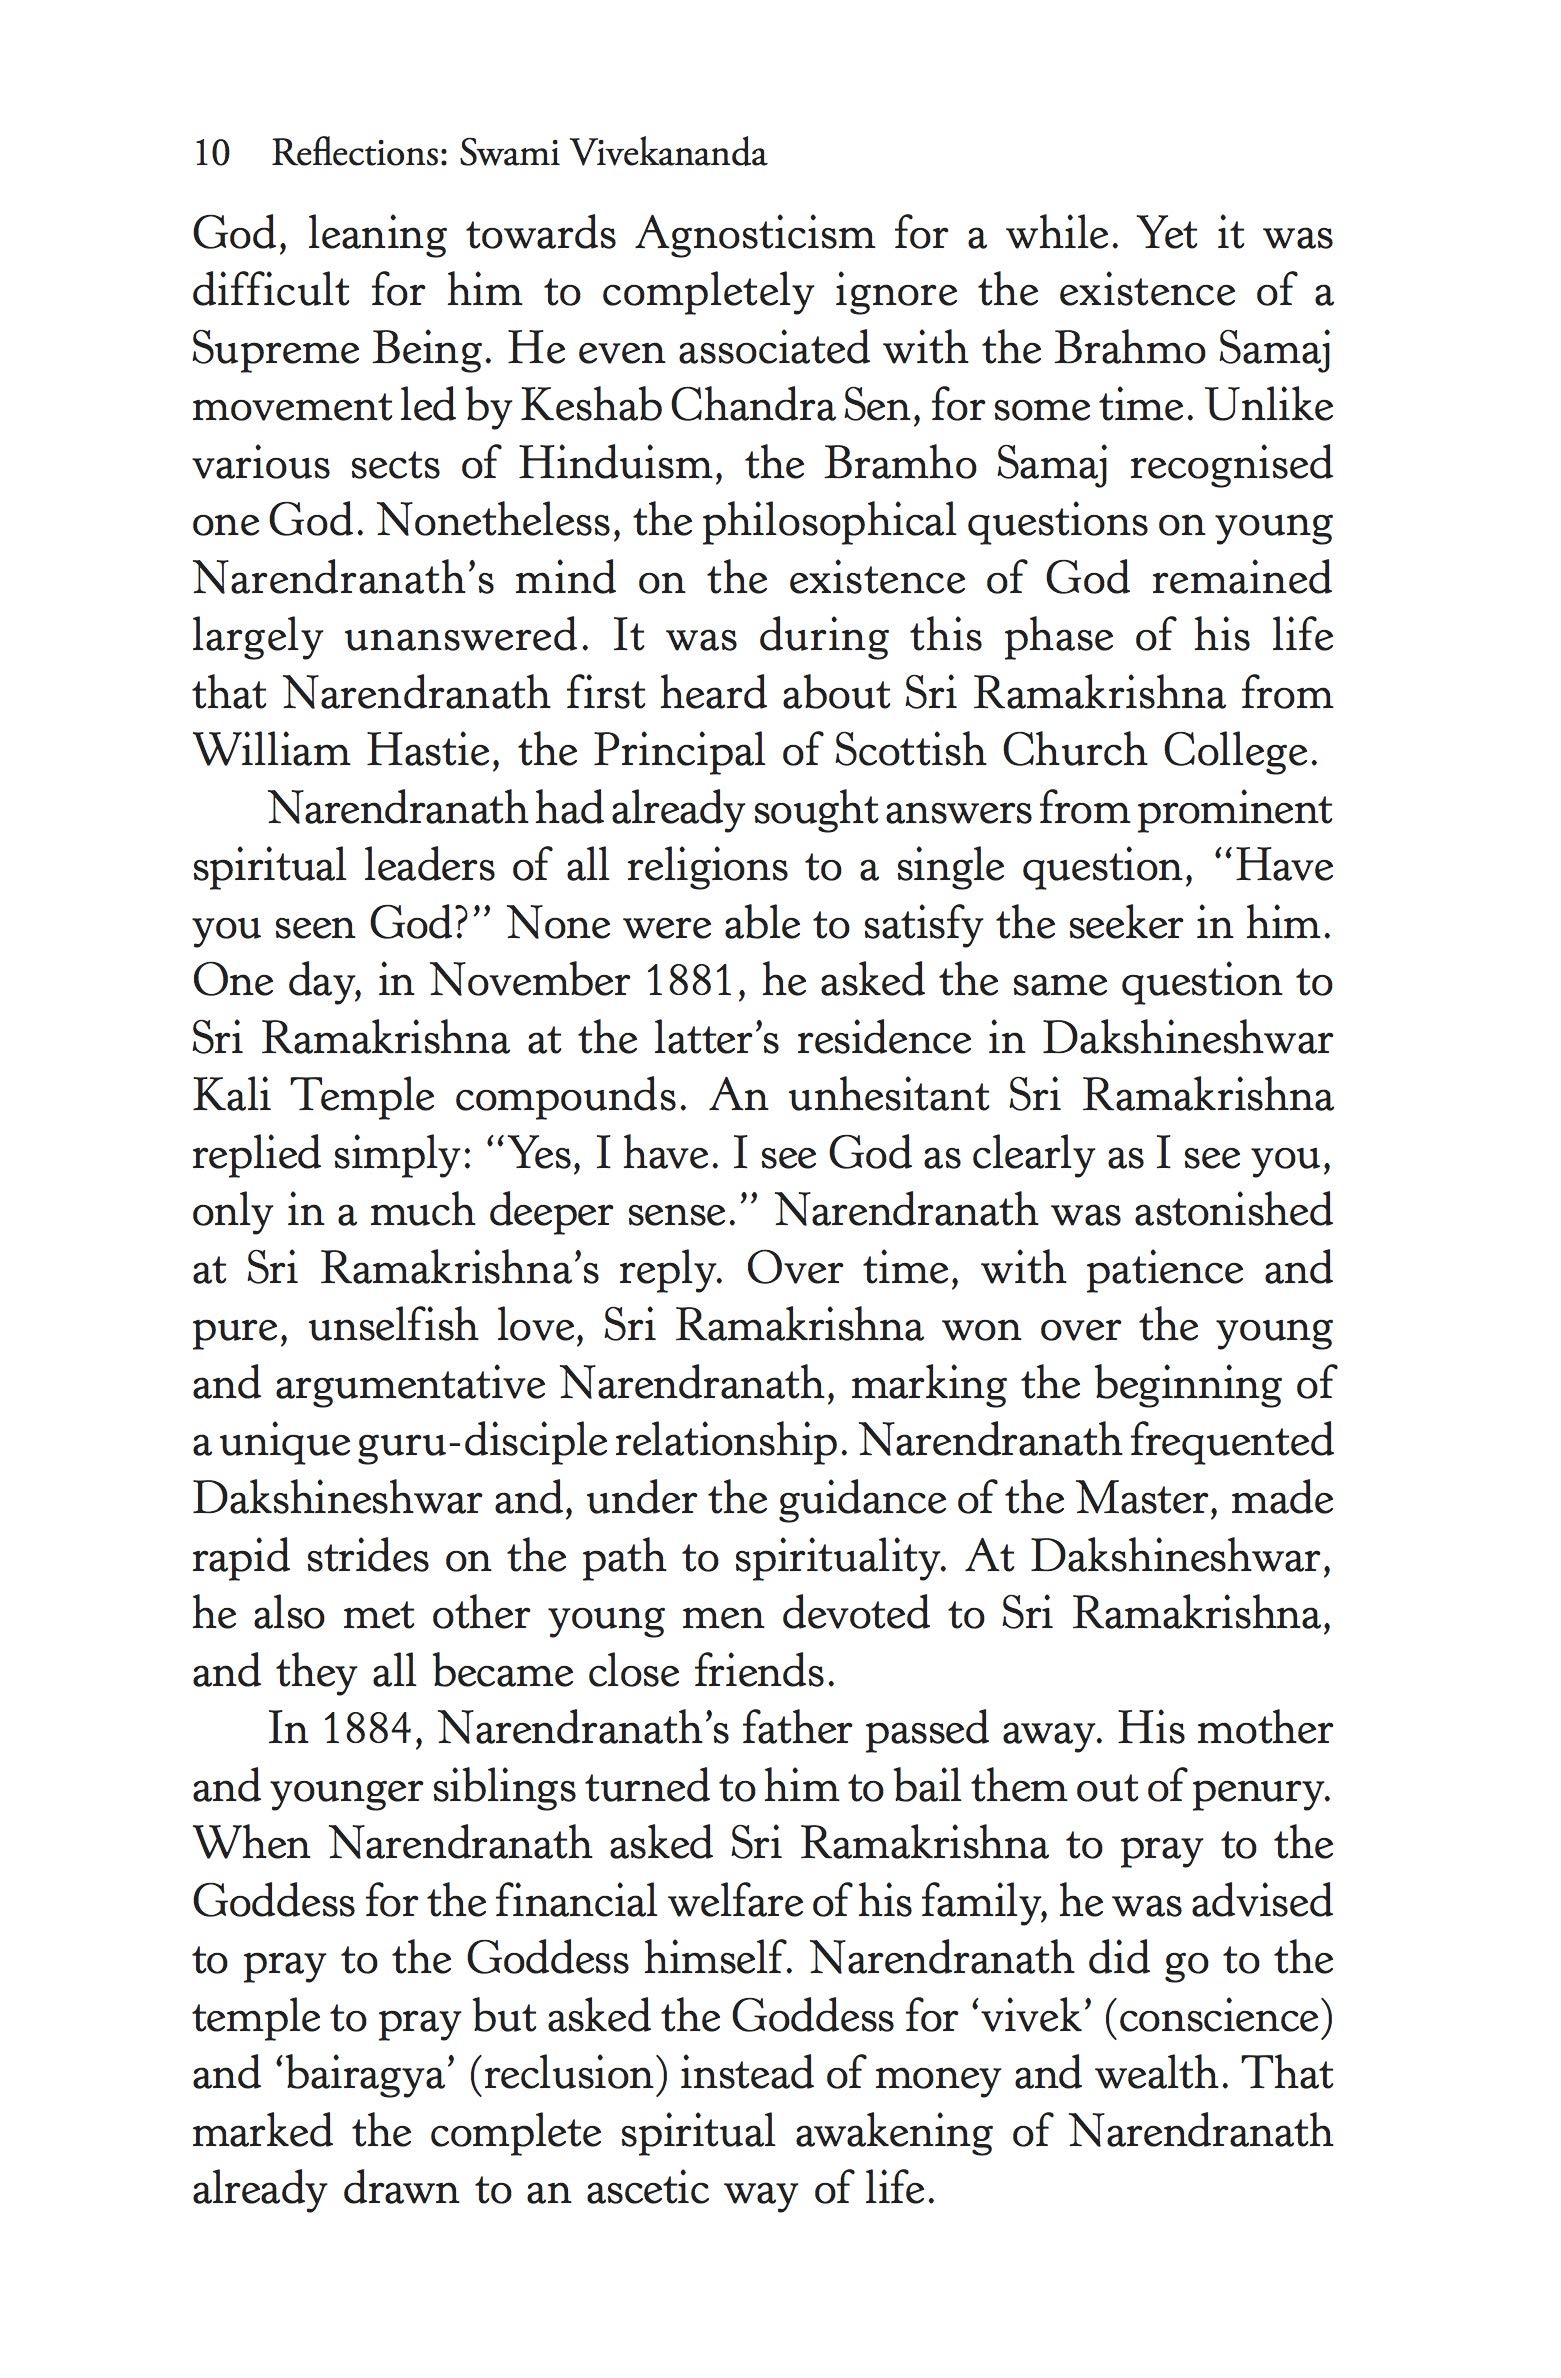 10 Reflections: Swami Vivekananda
God, leaning towards Agnosticism for a while. Yet it was
difficult for him to completely ignore the existence of a
Supreme Being. He even associated with the Brahmo Samaj
movement led by Keshab Chandra Sen, for some time. Unlike
various sects of Hinduism, the Bramho Samaj recognised
one God. Nonetheless, the philosophical questions on young
Narendranath’s mind on the existence of God remained
largely unanswered. It was during this phase of his life
that Narendranath first heard about Sri Ramakrishna from
William Hastie, the Principal of Scottish Church College.
Narendranath had already sought answers from prominent
spiritual leaders of all religions to a single question, “Have
you seen God?” None were able to satisfy the seeker in him.
One day, in November 1881, he asked the same question to
Sri Ramakrishna at the latter’s residence in Dakshineshwar
Kali Temple compounds. An unhesitant Sri Ramakrishna
replied simply: “Yes, I have. I see God as clearly as I see you,
only in a much deeper sense.” Narendranath was astonished
at Sri Ramakrishna’s reply. Over time, with patience and
pure, unselfish love, Sri Ramakrishna won over the young
and argumentative Narendranath, marking the beginning of
a unique guru-disciple relationship. Narendranath frequented
Dakshineshwar and, under the guidance of the Master, made
rapid strides on the path to spirituality. At Dakshineshwar,
he also met other young men devoted to Sri Ramakrishna,
and they all became close friends.
In 1884, Narendranath’s father passed away. His mother
and younger siblings turned to him to bail them out of penury.
When Narendranath asked Sri Ramakrishna to pray to the
Goddess for the financial welfare of his family, he was advised
to pray to the Goddess himself. Narendranath did go to the
temple to pray but asked the Goddess for ‘vivek’ (conscience)
and ‘bairagya’ (reclusion) instead of money and wealth. That
marked the complete spiritual awakening of Narendranath
already drawn to an ascetic way of life.